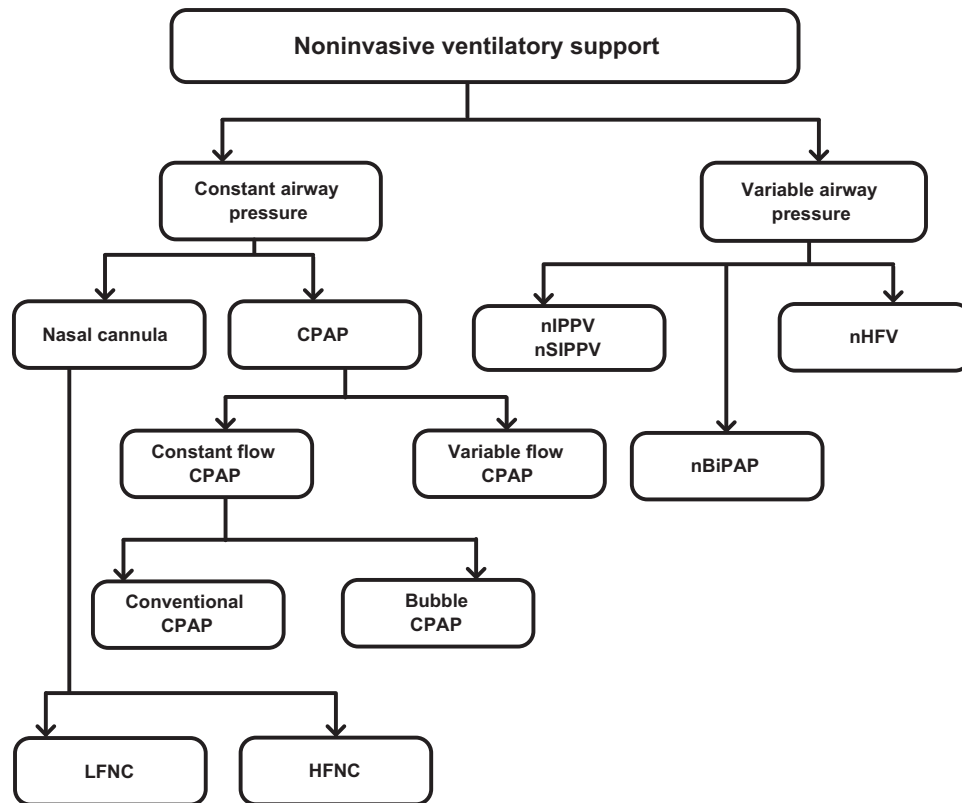 Noninvasive ventilatory support
Constant airway
pressure
Variable airway
pressure
Nasal cannula
CPAP
nIPPV
nSIPPV
nHFV
Constant flow
CPAP
Variable flow
CPAP
nBiPAP
Conventional
CPAP
Bubble
CPAP
LFNC
HFNC